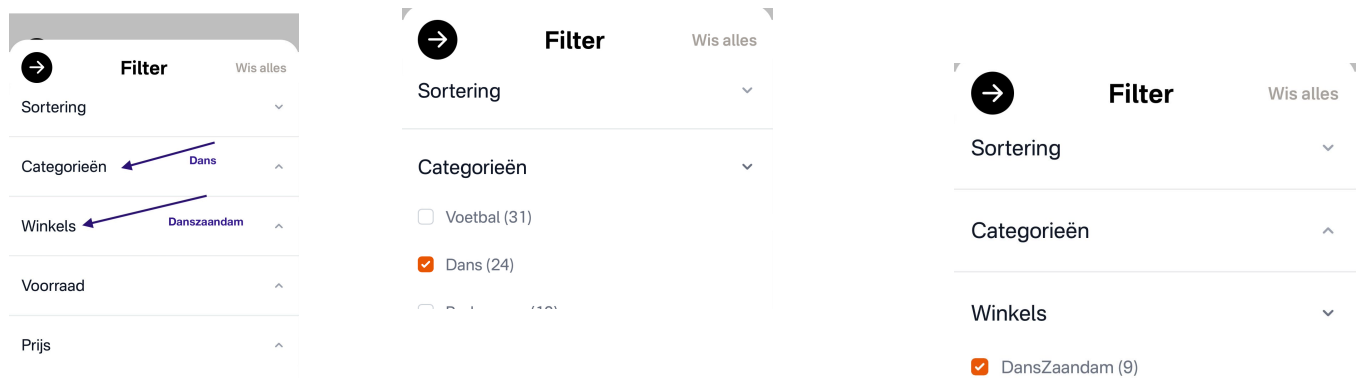 Filter
Wis alles
Sortering
Categorieën
Dans
Winkels
Danszaandam
Voorraad
Prijs
Filter
Wis alles
Sortering
Categorieën
Voetbal (31)
Dans (24)
Filter
Wis alles
Sortering
Categorieën
Winkels
DansZaandam (9)